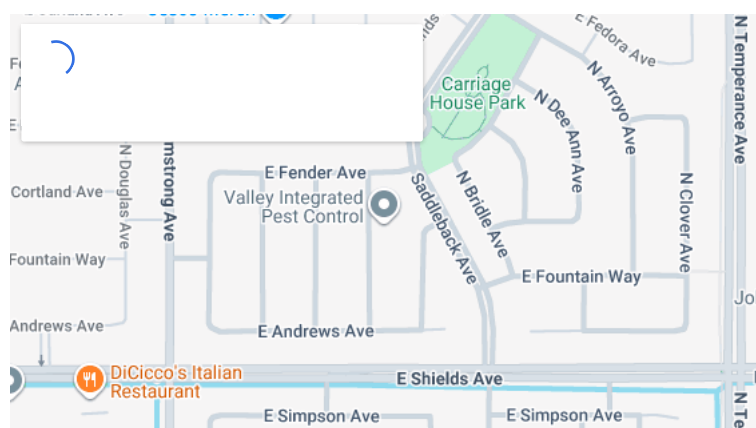 E Fedora Ave
N Temperance Ave
Carriage
House Park
N Arroyo Ave
N Dee Ann Ave
N Douglas Ave
E Fender Ave
Cortland Ave
Valley Integrated
Pest Control
Saddleback Ave
N Bridle Ave
N Clover Ave
Fountain Way
E Fountain Way
Andrews Ave
E Andrews Ave
DiCicco's Italian
Restaurant
E Shields Ave
E Simpson Ave
E Simpson Ave